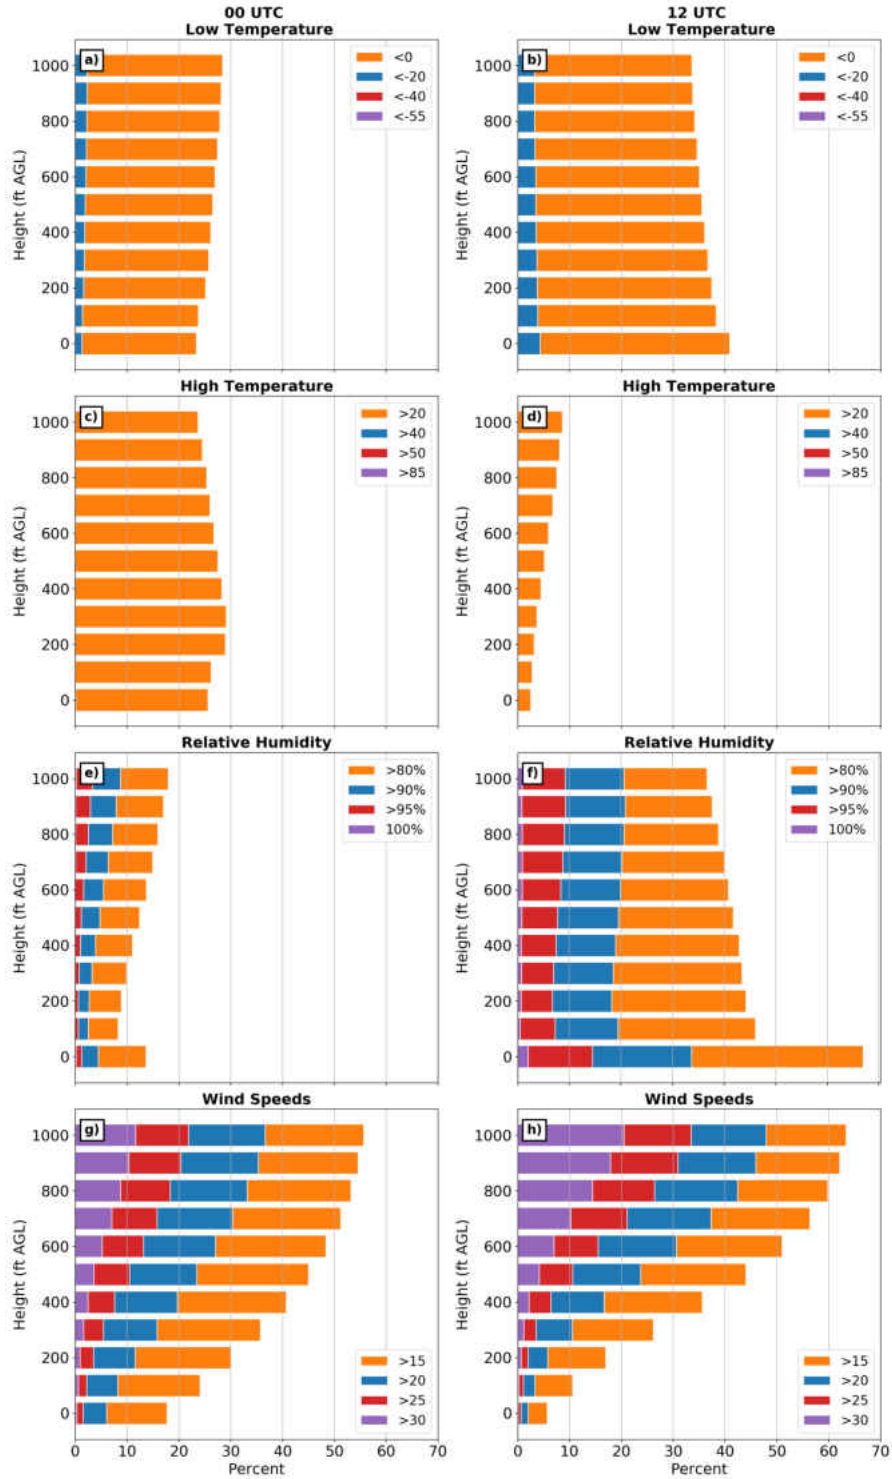 00 UTC
Low Temperature
12 UTC
Low Temperature
a)
<0
<-20
<-40
<-55
Height (ft AGL)
1000
800
600
400
200
0
b)
<0
<-20
<-40
<-55
Height (ft AGL)
1000
800
600
400
200
0
High Temperature
High Temperature
c)
>20
>40
>50
>85
Height (ft AGL)
1000
800
600
400
200
0
d)
>20
>40
>50
>85
Height (ft AGL)
1000
800
600
400
200
0
Relative Humidity
Relative Humidity
e)
>80%
>90%
>95%
100%
Height (ft AGL)
1000
800
600
400
200
0
f)
>80%
>90%
>95%
100%
Height (ft AGL)
1000
800
600
400
200
0
Wind Speeds
Wind Speeds
g)
Height (ft AGL)
1000
800
600
400
200
0
>15
>20
>25
>30
0 10 20 30 40 50 60 70
Percent
h)
Height (ft AGL)
1000
800
600
400
200
0
>15
>20
>25
>30
0 10 20 30 40 50 60 70
Percent